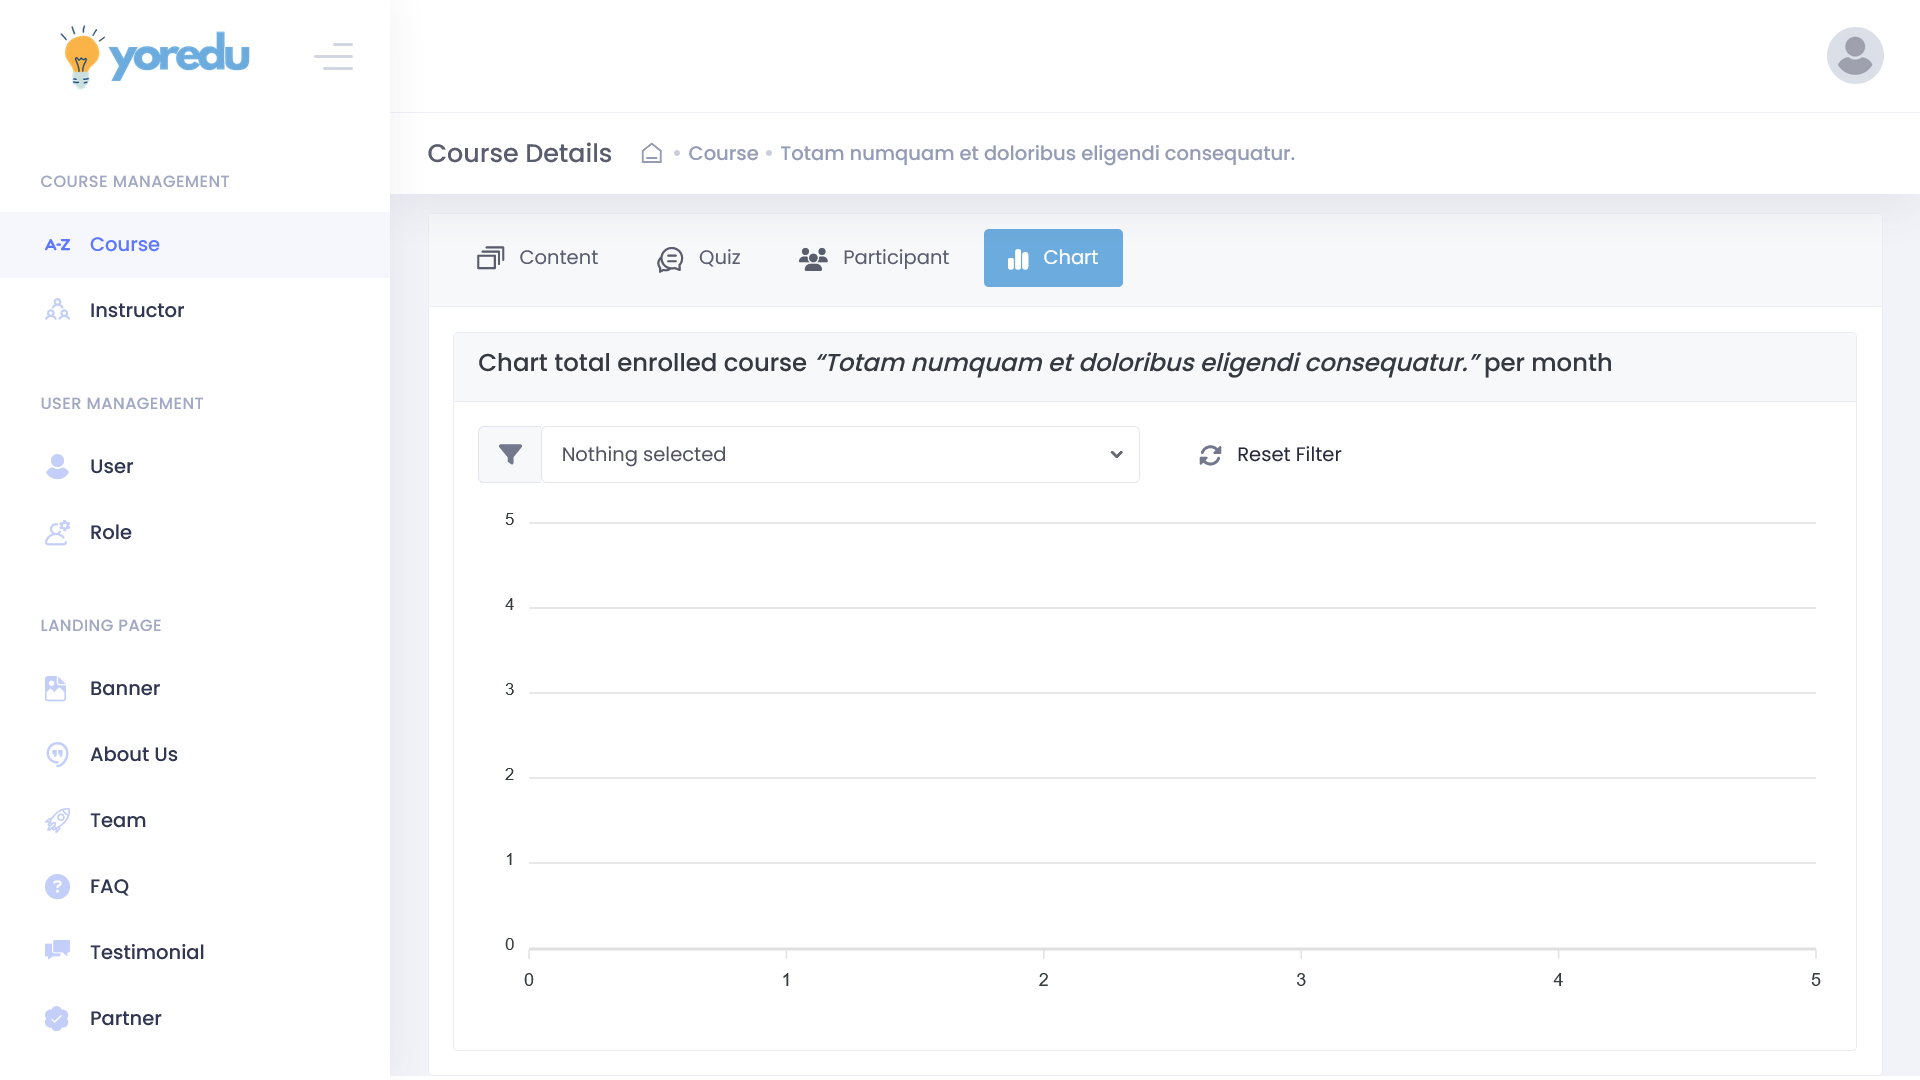 yoredu
COURSE MANAGEMENT
A-Z Course
Instructor
USER MANAGEMENT
User
Role
LANDING PAGE
Banner
About Us
Team
FAQ
Testimonial
Partner
Course Details • Course • Totam numquam et doloribus eligendi consequatur.
Content Quiz Participant Chart
Chart total enrolled course “Totam numquam et doloribus eligendi consequatur.” per month
Nothing selected Reset Filter
5
4
3
2
1
0
0 1 2 3 4 5